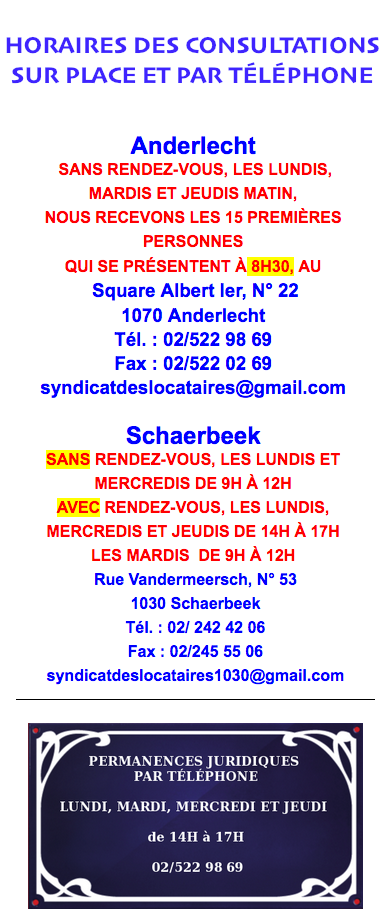 HORAIRES DES CONSULTATIONS
SUR PLACE ET PAR TÉLÉPHONE
Anderlecht
SANS RENDEZ-VOUS, LES LUNDIS,
MARDIS ET JEUDIS MATIN,
NOUS RECEVONS LES 15 PREMIÈRES
PERSONNES
QUI SE PRÉSENTENT À 8H30, AU
Square Albert Ier, N° 22
1070 Anderlecht
Tél. : 02/522 98 69
Fax : 02/522 02 69
syndicatdeslocataires@gmail.com
Schaerbeek
SANS RENDEZ-VOUS, LES LUNDIS ET
MERCREDIS DE 9H À 12H
AVEC RENDEZ-VOUS, LES LUNDIS,
MERCREDIS ET JEUDIS DE 14H À 17H
LES MARDIS DE 9H À 12H
Rue Vandermeersch, N° 53
1030 Schaerbeek
Tél. : 02/ 242 42 06
Fax : 02/245 55 06
syndicatdeslocataires1030@gmail.com
PERMANENCES JURIDIQUES
PAR TÉLÉPHONE
LUNDI, MARDI, MERCREDI ET JEUDI
de 14H à 17H
02/522 98 69